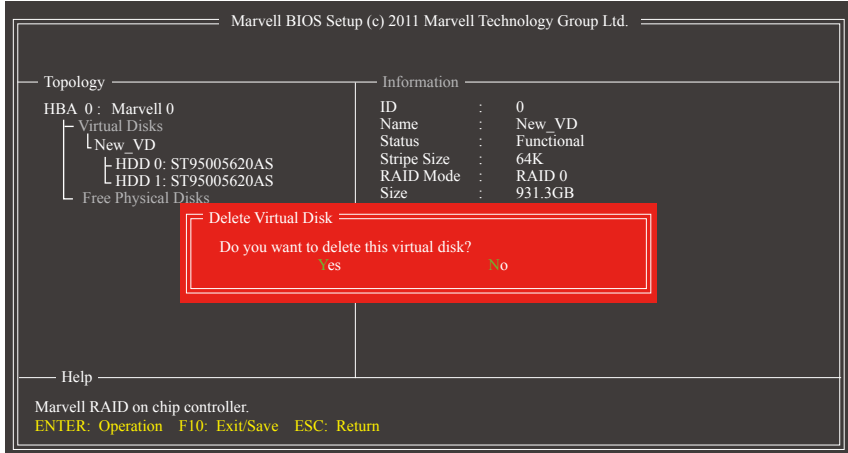 Marvell BIOS Setup (c) 2011 Marvell Technology Group Ltd.
Topology
HBA 0 : Marvell 0
Virtual Disks
New_VD
HDD 0: ST95005620AS
HDD 1: ST95005620AS
Free Physical Disks
Information
ID : 0
Name : New_VD
Status : Functional
Stripe Size : 64K
RAID Mode : RAID 0
Size : 931.3GB
Delete Virtual Disk
Do you want to delete this virtual disk?
Yes No
Help
Marvell RAID on chip controller.
ENTER: Operation F10: Exit/Save ESC: Return